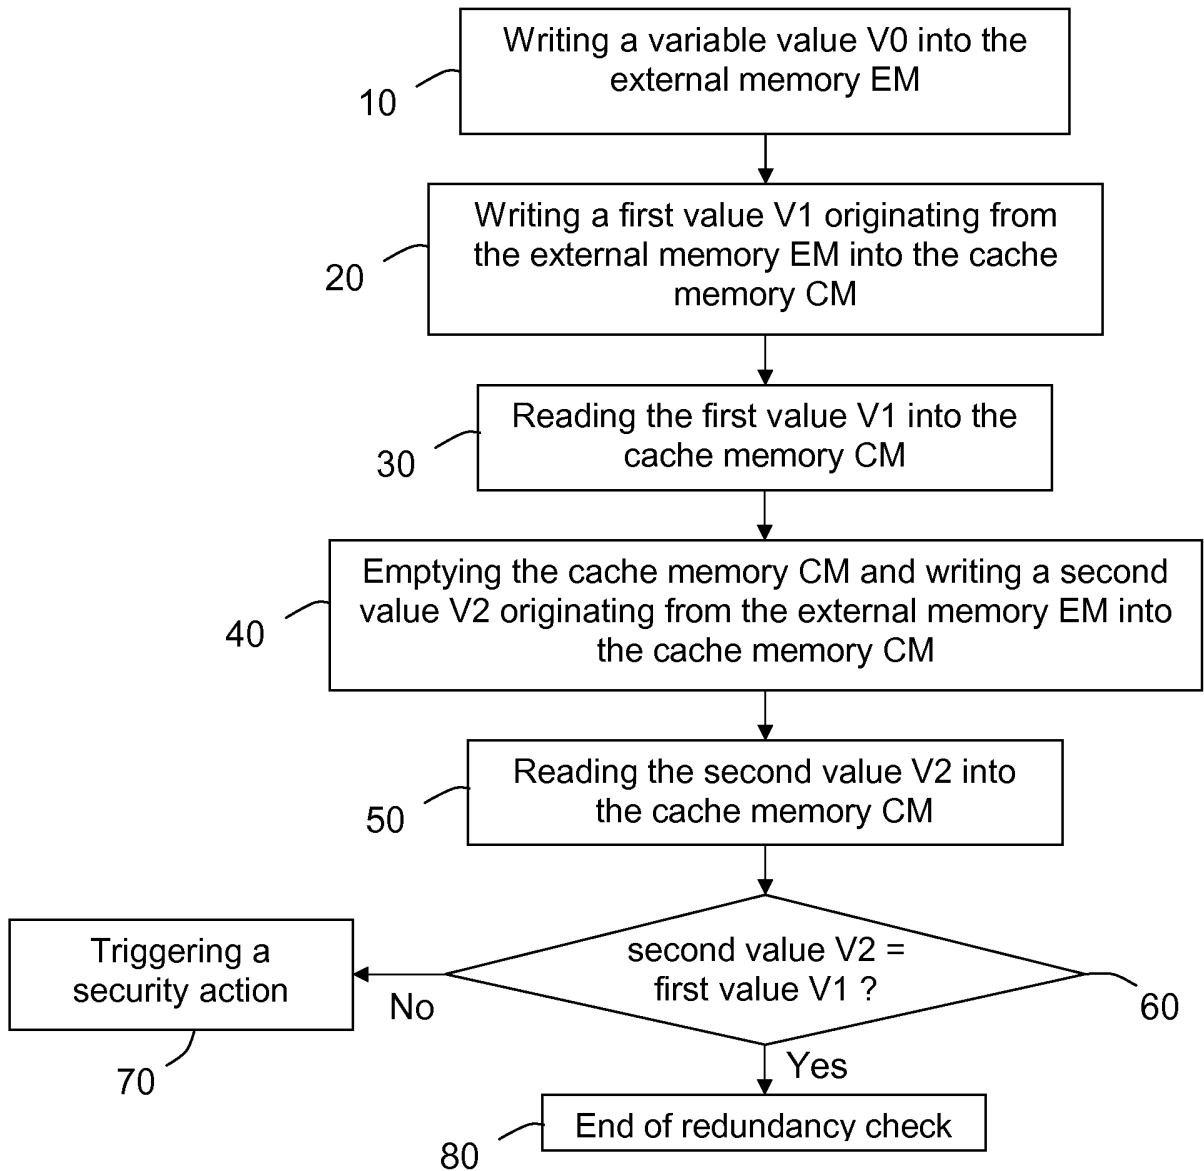 Writing a variable value V0 into the
external memory EM
10
Writing a first value V1 originating from
the external memory EM into the cache
memory CM
20
Reading the first value V1 into the
cache memory CM
30
Emptying the cache memory CM and writing a second
value V2 originating from the external memory EM into
the cache memory CM
40
Reading the second value V2 into
the cache memory CM
50
second value V2 =
first value V1 ?
60
No
Triggering a
security action
70
Yes
End of redundancy check
80